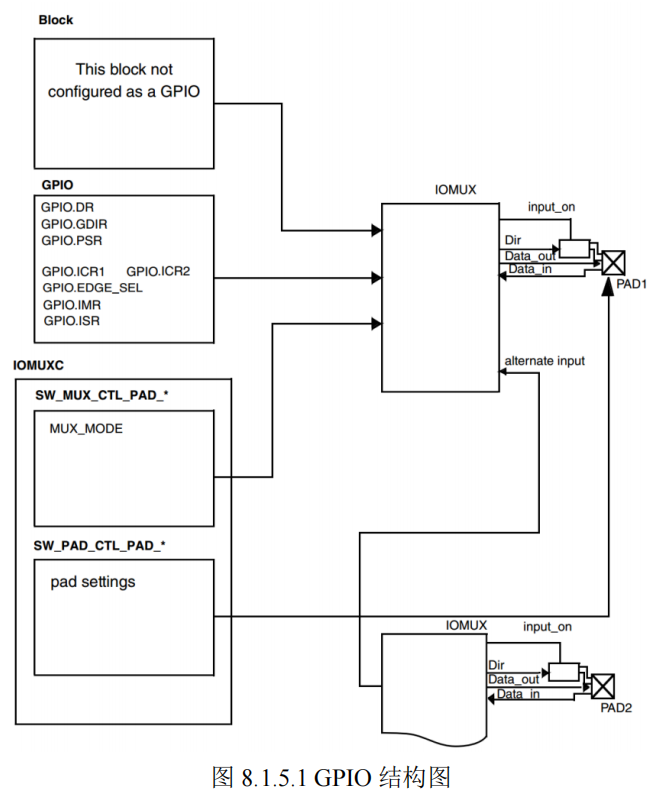 Block
This block not
configured as a GPIO
GPIO
GPIO.DR
GPIO.GDIR
GPIO.PSR
GPIO.ICR1 GPIO.ICR2
GPIO.EDGE_SEL
GPIO.IMR
GPIO.ISR
IOMUX
input_on
Dir
Data_out
Data_in
PAD1
alternate input
IOMUXC
SW_MUX_CTL_PAD_*
MUX_MODE
SW_PAD_CTL_PAD_*
pad settings
IOMUX
input_on
Dir
Data_out
Data_in
PAD2
图 8.1.5.1 GPIO 结构图